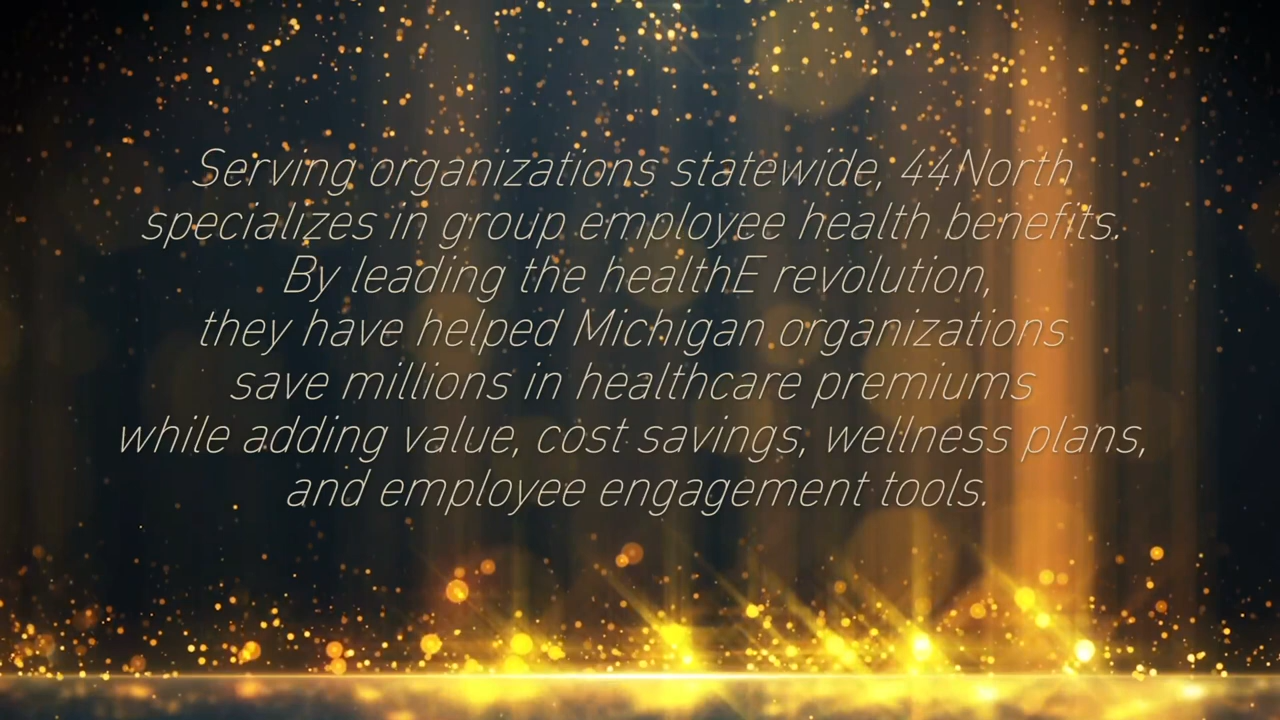 Serving organizations statewide, 44North
specializes in group employee health benefits.
By leading the healthE revolution,
they have helped Michigan organizations
save millions in healthcare premiums
while adding value, cost savings, wellness plans,
and employee engagement tools.